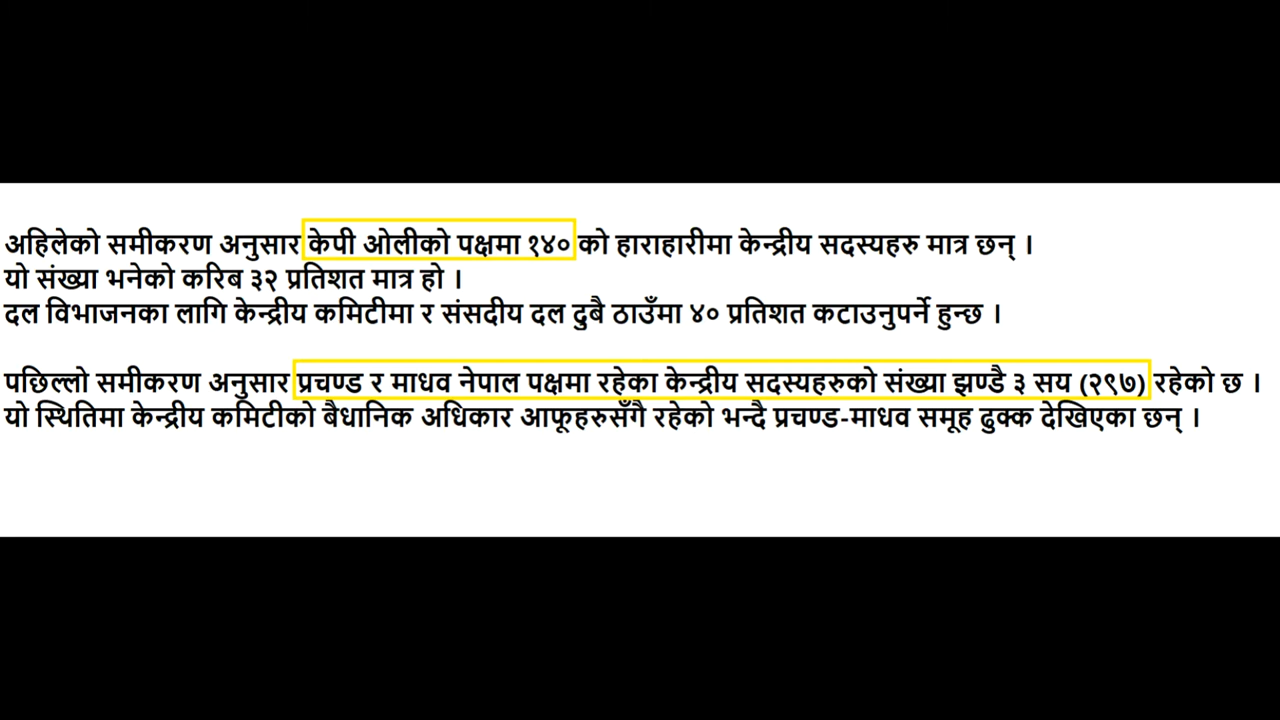 अहिलेको समीकरण अनुसार केपी ओलीको पक्षमा १४० को हाराहारीमा केन्द्रीय सदस्यहरु मात्र छन् ।
यो संख्या भनेको करिब ३२ प्रतिशत मात्र हो ।
दल विभाजनका लागि केन्द्रीय कमिटीमा र संसदीय दल दुबै ठाउँमा ४० प्रतिशत कटाउनुपर्ने हुन्छ ।
पछिल्लो समीकरण अनुसार प्रचण्ड र माधव नेपाल पक्षमा रहेका केन्द्रीय सदस्यहरुको संख्या झण्डै ३ सय (२९७) रहेको छ ।
यो स्थितिमा केन्द्रीय कमिटीको बैधानिक अधिकार आफूहरुसँगै रहेको भन्दै प्रचण्ड-माधव समूह ढुक्क देखिएका छन् ।